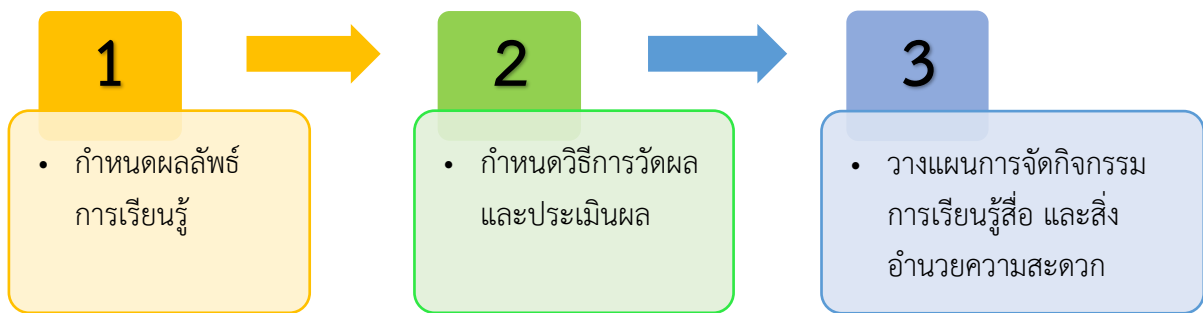 1
• กำหนดผลลัพธ์
การเรียนรู้
2
• กำหนดวิธีการวัดผล
และประเมินผล
3
• วางแผนการจัดกิจกรรม
การเรียนรู้สื่อ และสิ่ง
อำนวยความสะดวก